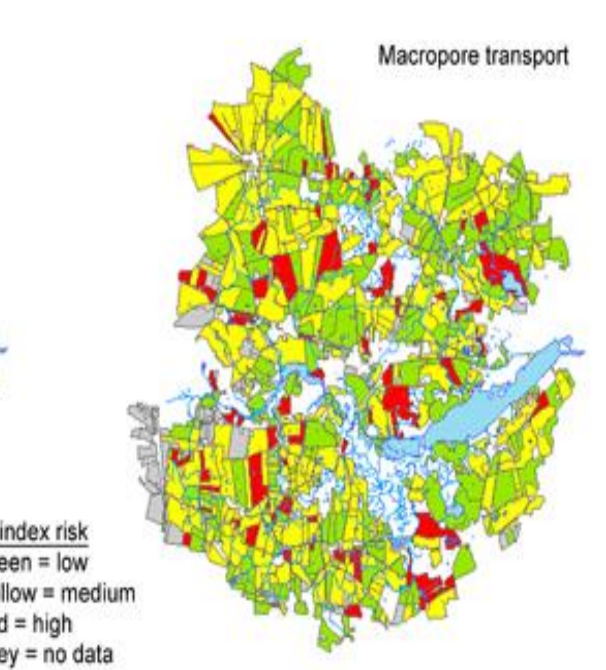 Macropore transport
index risk
een = low
llow = medium
d = high
ey = no data